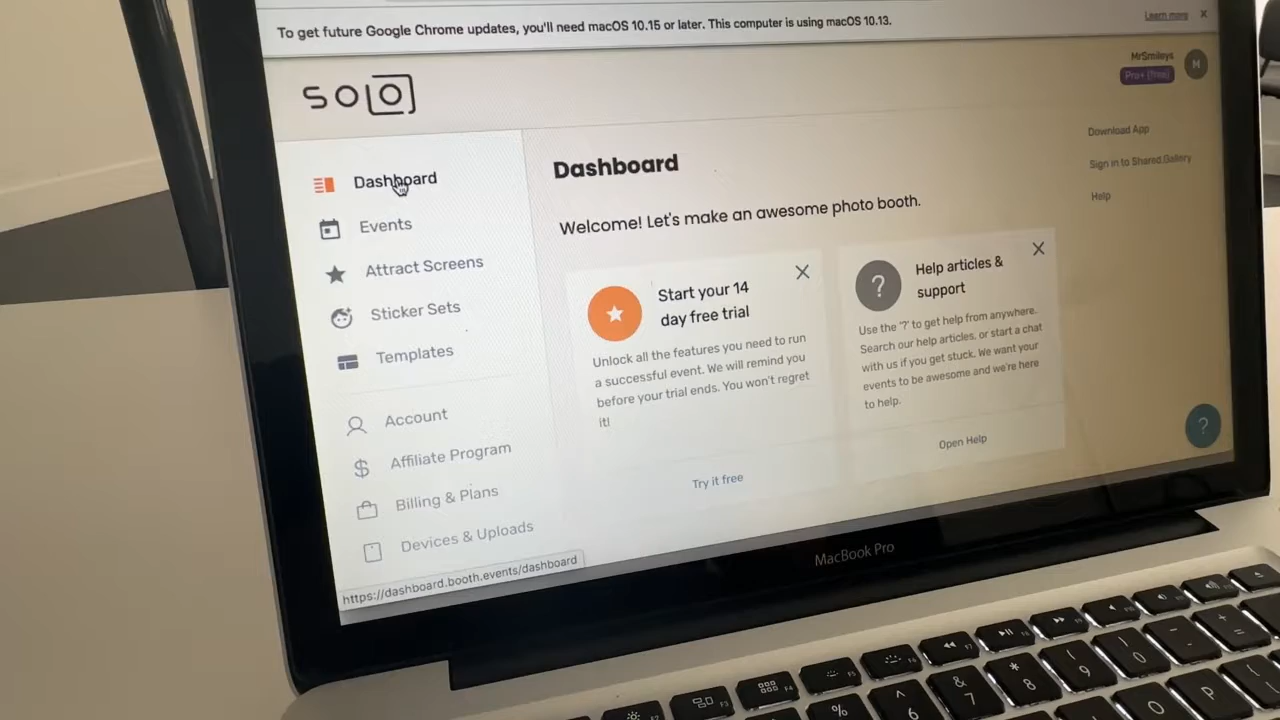 To get future Google Chrome updates, you'll need macOS 10.15 or later. This computer is using macOS 10.13.
Learn more
SOLO
MrSmileys
Pro+ (free)
M
Dashboard
Events
Attract Screens
Sticker Sets
Templates
Account
Affiliate Program
Billing & Plans
Devices & Uploads
https://dashboard.booth.events/dashboard
Dashboard
Welcome! Let's make an awesome photo booth.
Start your 14
day free trial
Unlock all the features you need to run
a successful event. We will remind you
before your trial ends. You won't regret
it!
Try it free
?
Help articles &
support
Use the '?' to get help from anywhere.
Search our help articles, or start a chat
with us if you get stuck. We want your
events to be awesome and we're here
to help.
Open Help
Download App
Sign in to Shared.Gallery
Help
?
MacBook Pro
%
^
6
&
7
*
8
(
9
)
0
-
+
=
O
P
F3
F4